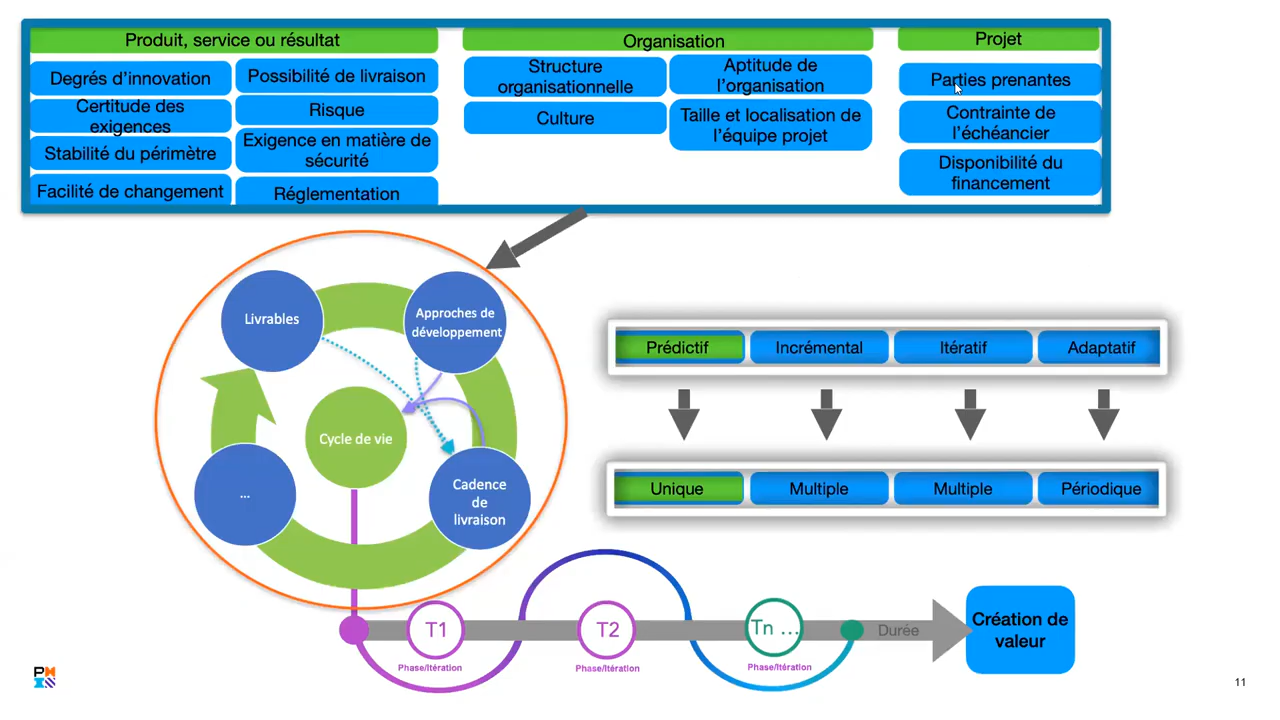 Produit, service ou résultat
Degrés d'innovation
Possibilité de livraison
Certitude des
exigences
Risque
Stabilité du périmètre
Exigence en matière de
sécurité
Facilité de changement
Réglementation
Organisation
Structure
organisationnelle
Aptitude de
l'organisation
Culture
Taille et localisation de
l'équipe projet
Projet
Parties prenantes
Contrainte de
l'échéancier
Disponibilité du
financement
Livrables
Approches de
développement
Cycle de vie
...
Cadence
de
livraison
Prédictif
Incrémental
Itératif
Adaptatif
Unique
Multiple
Multiple
Périodique
T1
Phase/Itération
T2
Phase/Itération
Tn ...
Phase/Itération
Durée
Création de
valeur
11